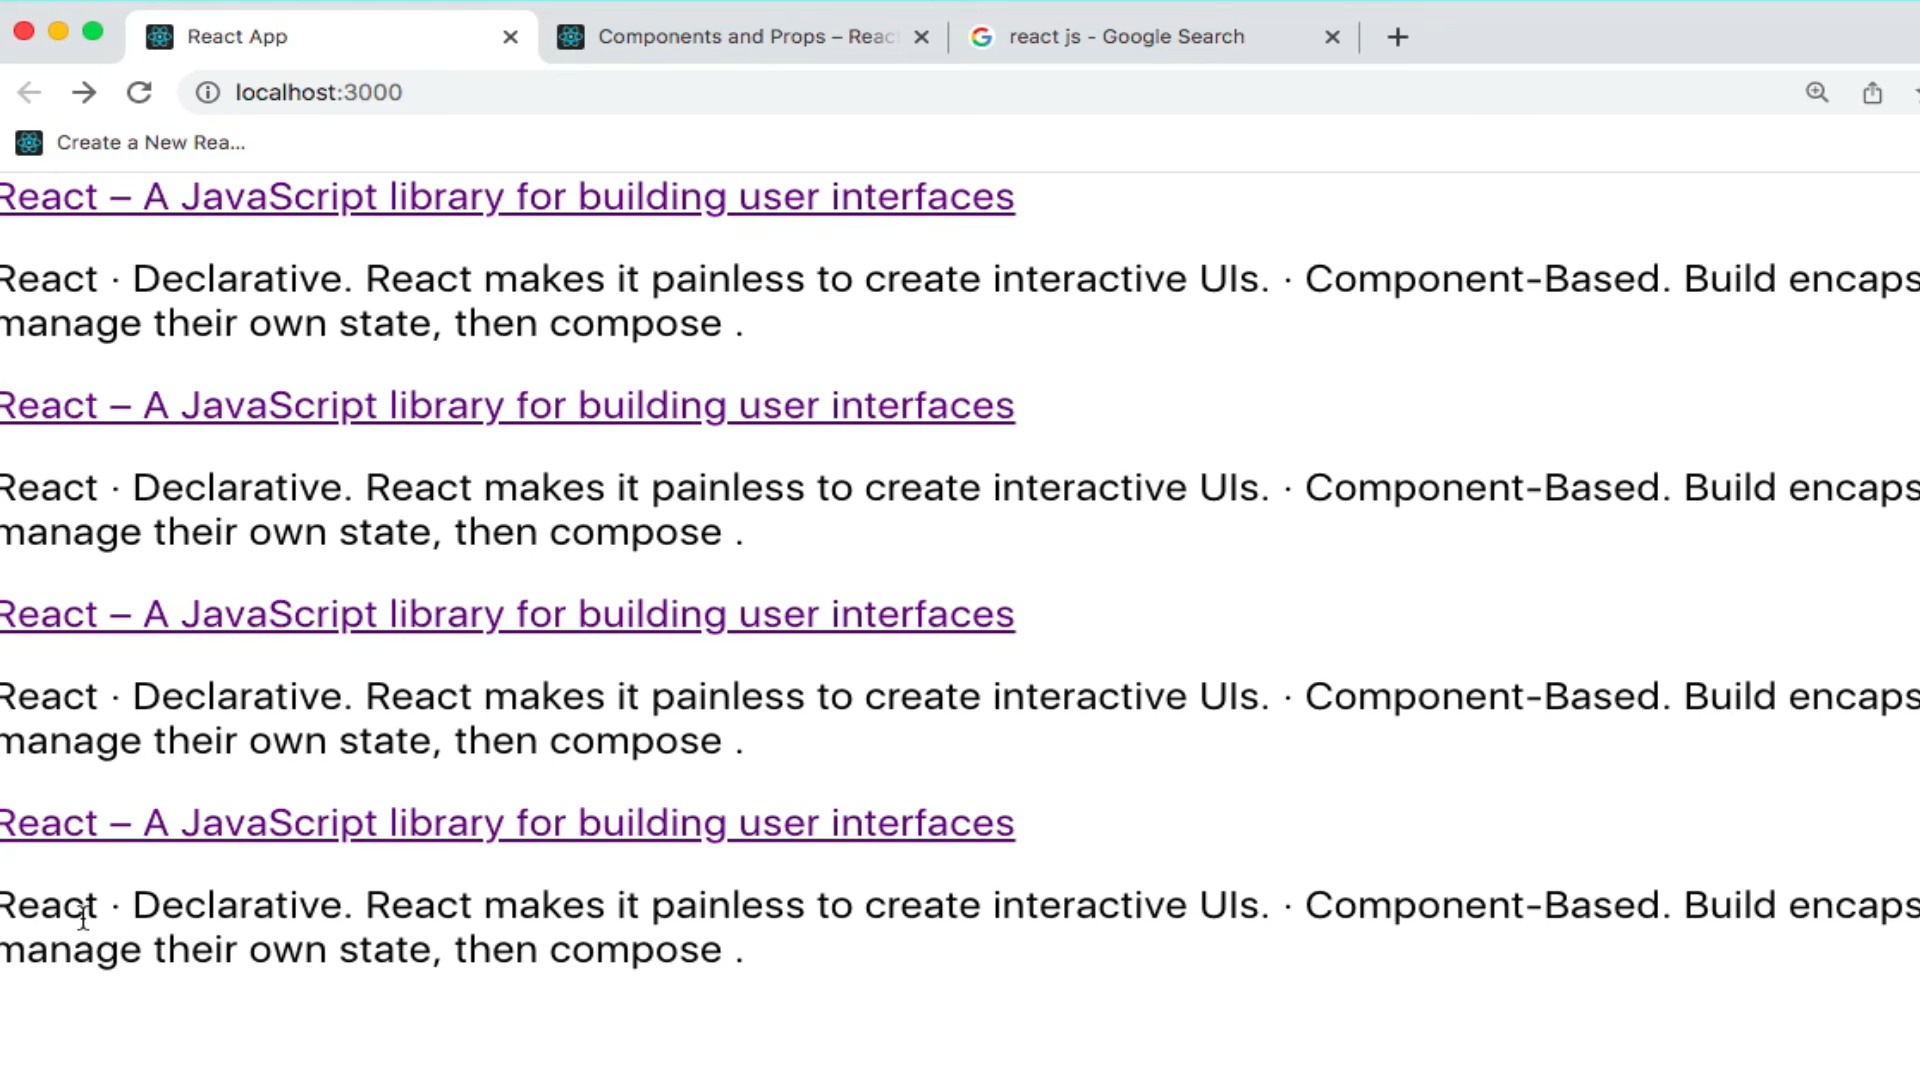 React App
Components and Props – Reac
react js - Google Search
localhost:3000
Create a New Rea...
React – A JavaScript library for building user interfaces
React · Declarative. React makes it painless to create interactive UIs. · Component-Based. Build encaps
manage their own state, then compose .
React – A JavaScript library for building user interfaces
React · Declarative. React makes it painless to create interactive UIs. · Component-Based. Build encaps
manage their own state, then compose .
React – A JavaScript library for building user interfaces
React · Declarative. React makes it painless to create interactive UIs. · Component-Based. Build encaps
manage their own state, then compose .
React – A JavaScript library for building user interfaces
React · Declarative. React makes it painless to create interactive UIs. · Component-Based. Build encaps
manage their own state, then compose .